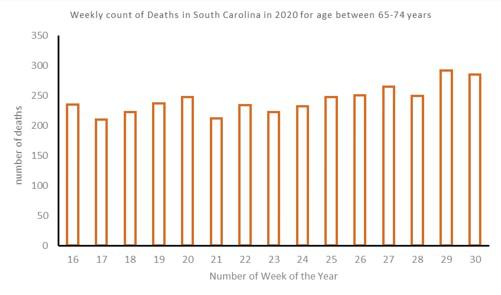 Weekly count of Deaths in South Carolina in 2020 for age between 65-74 years
350
300
250
200
150
100
50
0
number of deaths
16 17 18 19 20 21 22 23 24 25 26 27 28 29 30
Number of Week of the Year